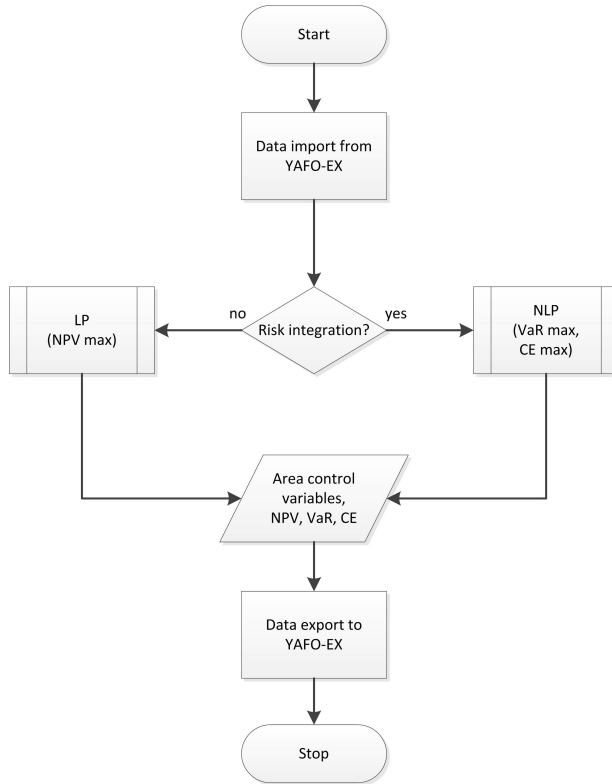 Start
Data import from
YAFO-EX
no
yes
LP
(NPV max)
Risk integration?
NLP
(VaR max,
CE max)
Area control
variables,
NPV, VaR, CE
Data export to
YAFO-EX
Stop